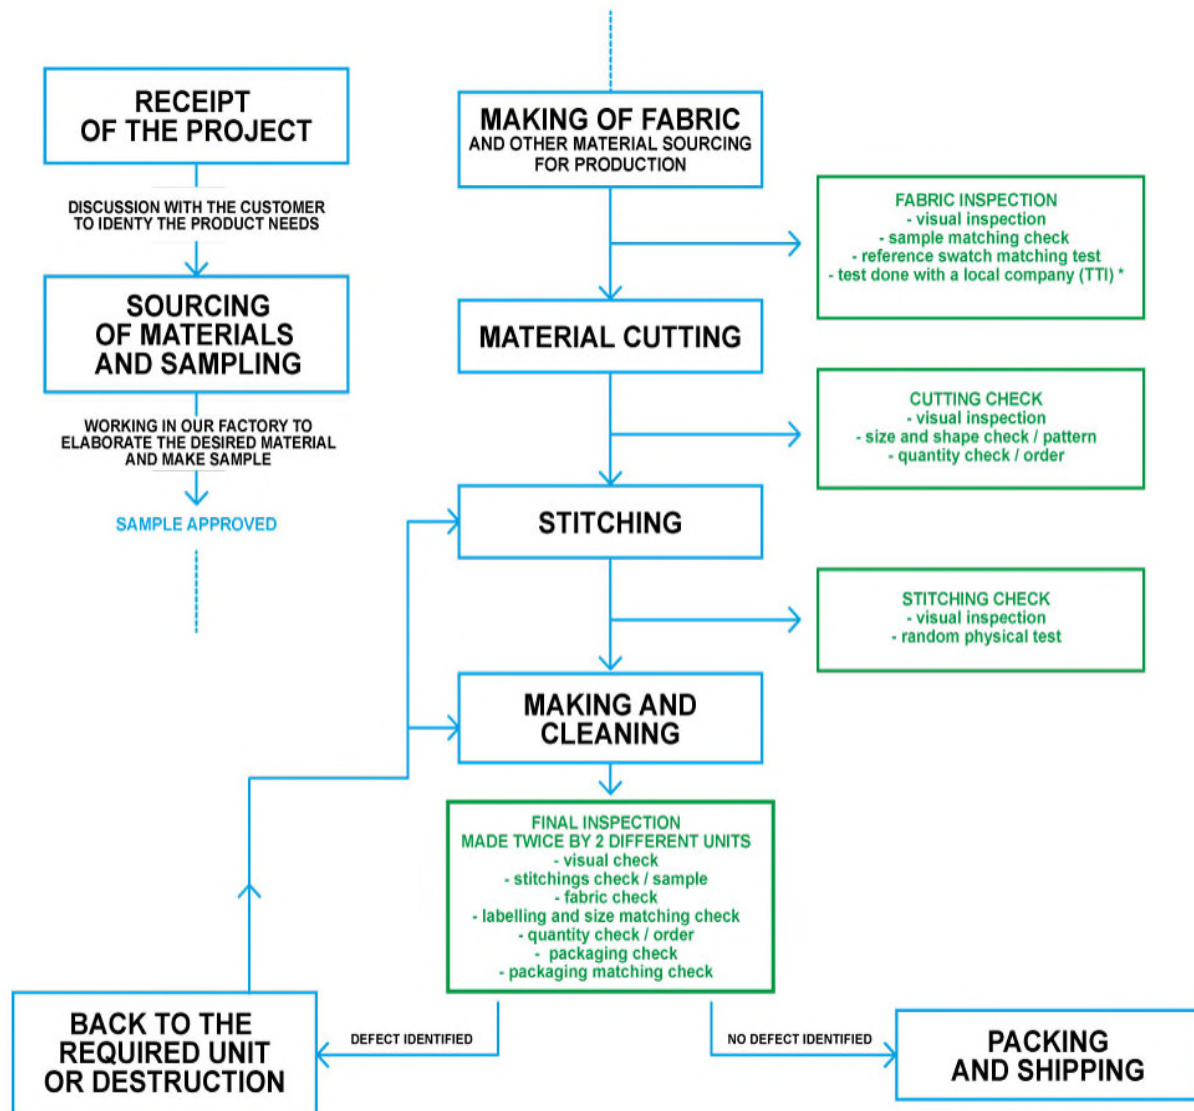 RECEIPT
OF THE PROJECT
DISCUSSION WITH THE CUSTOMER
TO IDENTY THE PRODUCT NEEDS
SOURCING
OF MATERIALS
AND SAMPLING
WORKING IN OUR FACTORY TO
ELABORATE THE DESIRED MATERIAL
AND MAKE SAMPLE
SAMPLE APPROVED
MAKING OF FABRIC
AND OTHER MATERIAL SOURCING
FOR PRODUCTION
FABRIC INSPECTION
- visual inspection
- sample matching check
- reference swatch matching test
- test done with a local company (TTI) *
MATERIAL CUTTING
CUTTING CHECK
- visual inspection
- size and shape check / pattern
- quantity check / order
STITCHING
STITCHING CHECK
- visual inspection
- random physical test
MAKING AND
CLEANING
FINAL INSPECTION
MADE TWICE BY 2 DIFFERENT UNITS
- visual check
- stitchings check / sample
- fabric check
- labelling and size matching check
- quantity check / order
- packaging check
- packaging matching check
DEFECT IDENTIFIED
BACK TO THE
REQUIRED UNIT
OR DESTRUCTION
NO DEFECT IDENTIFIED
PACKING
AND SHIPPING